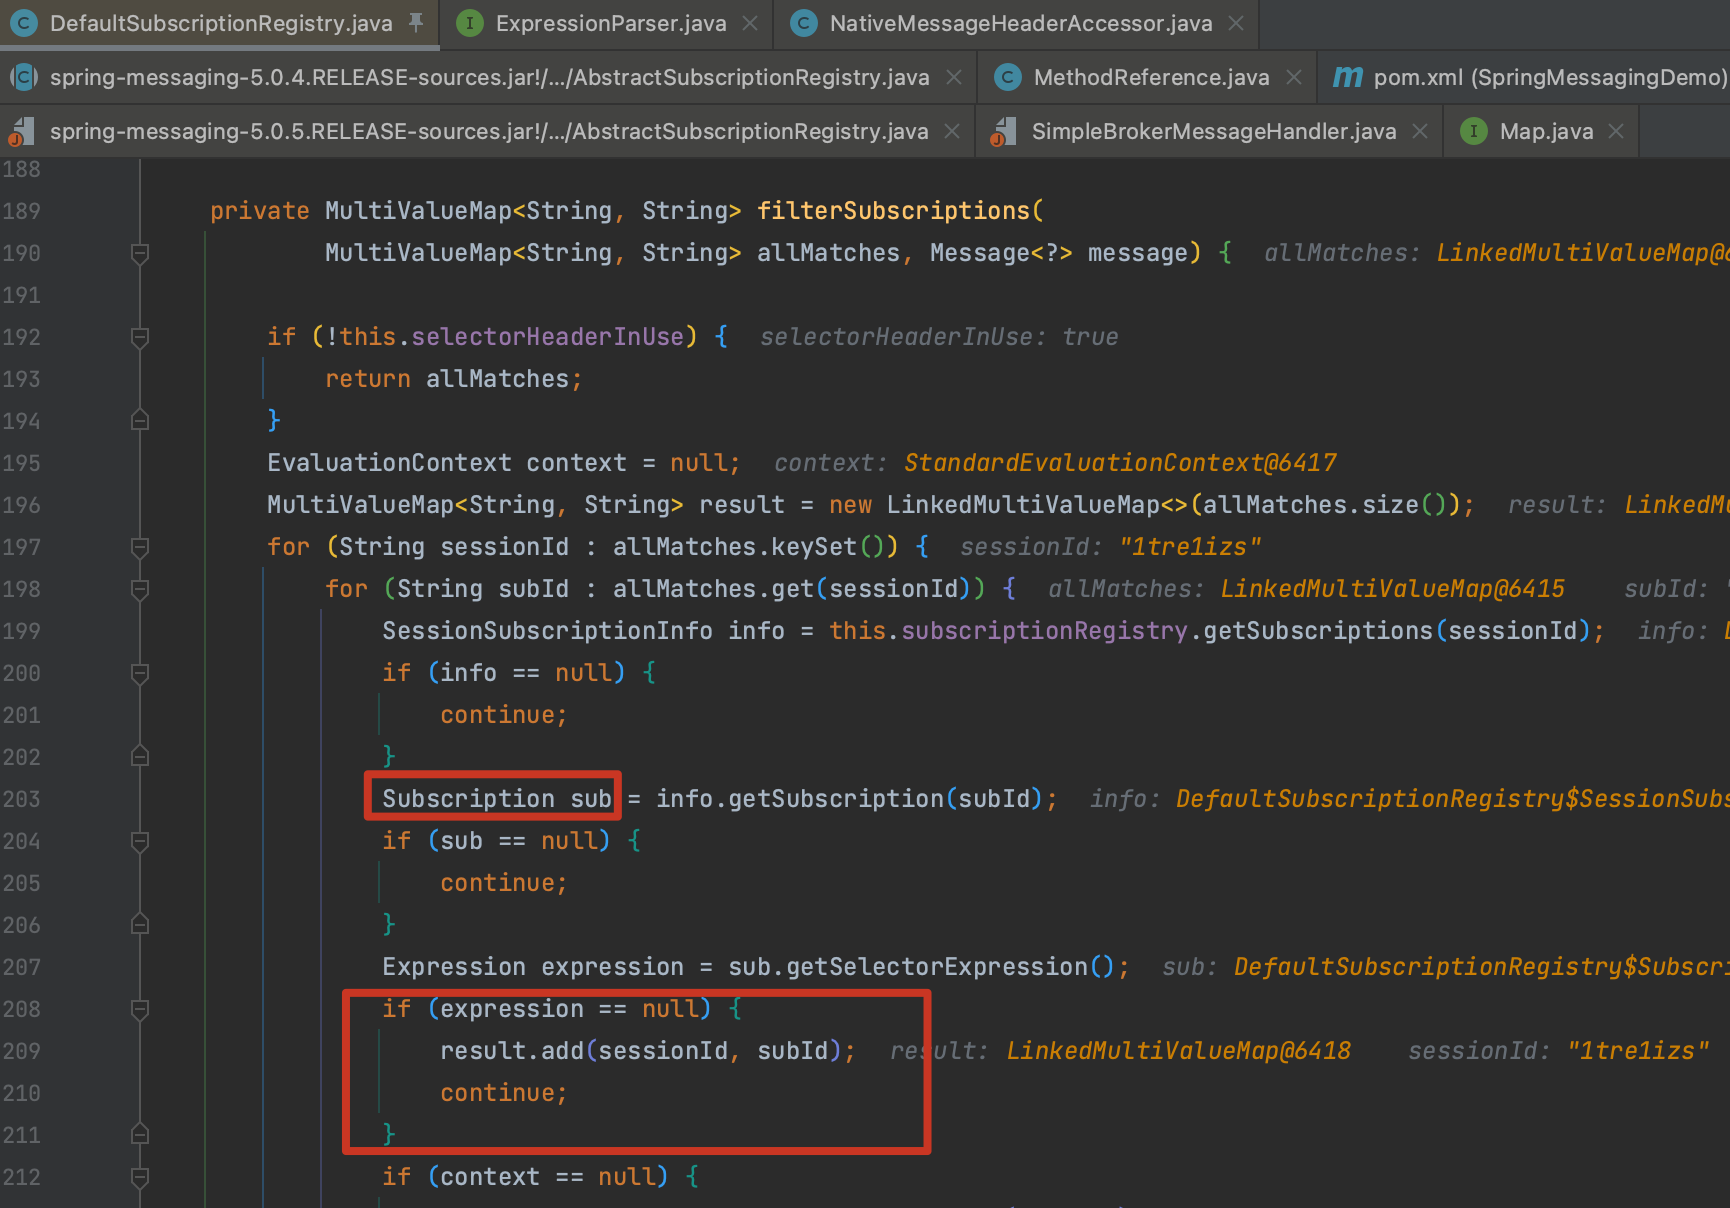 DefaultSubscriptionRegistry.java ExpressionParser.java NativeMessageHeaderAccessor.java
spring-messaging-5.0.4.RELEASE-sources.jar!/.../AbstractSubscriptionRegistry.java MethodReference.java pom.xml (SpringMessagingDemo)
spring-messaging-5.0.5.RELEASE-sources.jar!/.../AbstractSubscriptionRegistry.java SimpleBrokerMessageHandler.java Map.java
188
189 private MultiValueMap<String, String> filterSubscriptions(
190 MultiValueMap<String, String> allMatches, Message<?> message) { allMatches: LinkedMultiValueMap@6
191
192 if (!this.selectorHeaderInUse) { selectorHeaderInUse: true
193 return allMatches;
194 }
195 EvaluationContext context = null; context: StandardEvaluationContext@6417
196 MultiValueMap<String, String> result = new LinkedMultiValueMap<>(allMatches.size()); result: LinkedMu
197 for (String sessionId : allMatches.keySet()) { sessionId: "1tre1izs"
198 for (String subId : allMatches.get(sessionId)) { allMatches: LinkedMultiValueMap@6415 subId: "
199 SessionSubscriptionInfo info = this.subscriptionRegistry.getSubscriptions(sessionId); info: D
200 if (info == null) {
201 continue;
202 }
203 Subscription sub = info.getSubscription(subId); info: DefaultSubscriptionRegistry$SessionSubs
204 if (sub == null) {
205 continue;
206 }
207 Expression expression = sub.getSelectorExpression(); sub: DefaultSubscriptionRegistry$Subscri
208 if (expression == null) {
209 result.add(sessionId, subId); result: LinkedMultiValueMap@6418 sessionId: "1tre1izs"
210 continue;
211 }
212 if (context == null) {